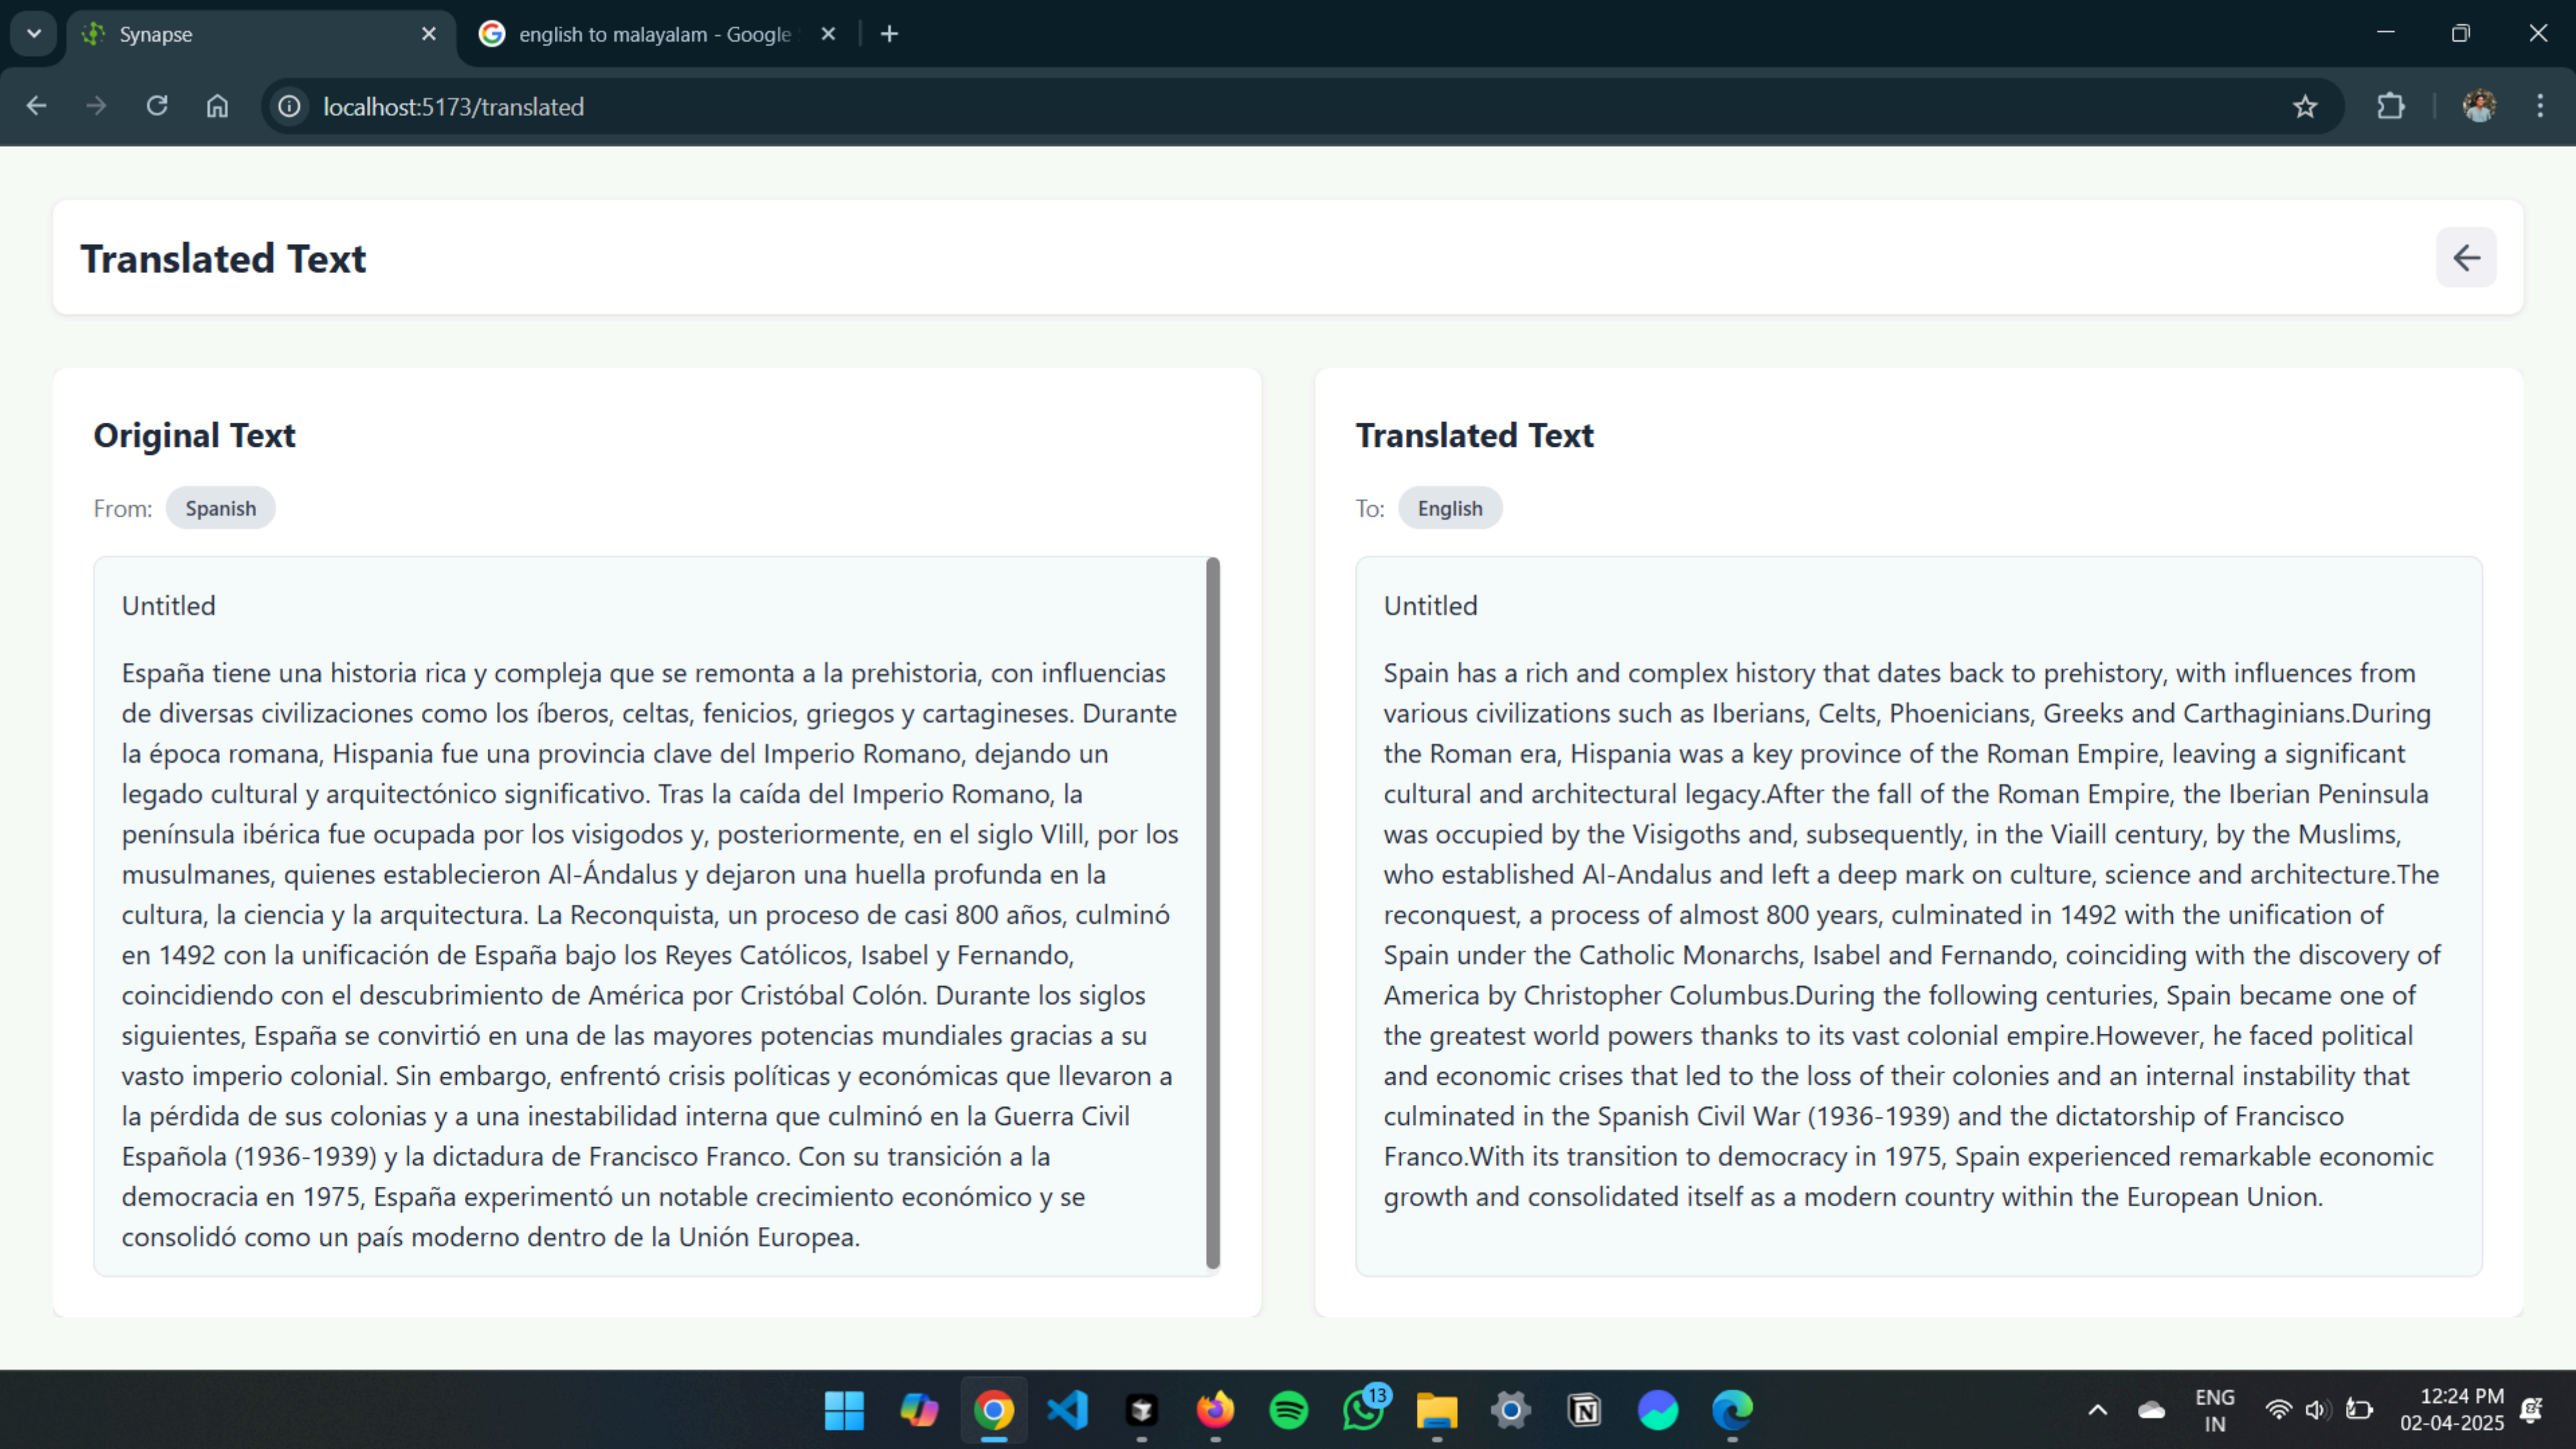 Synapse
english to malayalam - Google
localhost:5173/translated
Translated Text
Original Text
From: Spanish
Untitled
España tiene una historia rica y compleja que se remonta a la prehistoria, con influencias
de diversas civilizaciones como los íberos, celtas, fenicios, griegos y cartagineses. Durante
la época romana, Hispania fue una provincia clave del Imperio Romano, dejando un
legado cultural y arquitectónico significativo. Tras la caída del Imperio Romano, la
península ibérica fue ocupada por los visigodos y, posteriormente, en el siglo VIill, por los
musulmanes, quienes establecieron Al-Ándalus y dejaron una huella profunda en la
cultura, la ciencia y la arquitectura. La Reconquista, un proceso de casi 800 años, culminó
en 1492 con la unificación de España bajo los Reyes Católicos, Isabel y Fernando,
coincidiendo con el descubrimiento de América por Cristóbal Colón. Durante los siglos
siguientes, España se convirtió en una de las mayores potencias mundiales gracias a su
vasto imperio colonial. Sin embargo, enfrentó crisis políticas y económicas que llevaron a
la pérdida de sus colonias y a una inestabilidad interna que culminó en la Guerra Civil
Española (1936-1939) y la dictadura de Francisco Franco. Con su transición a la
democracia en 1975, España experimentó un notable crecimiento económico y se
consolidó como un país moderno dentro de la Unión Europea.
Translated Text
To: English
Untitled
Spain has a rich and complex history that dates back to prehistory, with influences from
various civilizations such as Iberians, Celts, Phoenicians, Greeks and Carthaginians.During
the Roman era, Hispania was a key province of the Roman Empire, leaving a significant
cultural and architectural legacy.After the fall of the Roman Empire, the Iberian Peninsula
was occupied by the Visigoths and, subsequently, in the Viaill century, by the Muslims,
who established Al-Andalus and left a deep mark on culture, science and architecture.The
reconquest, a process of almost 800 years, culminated in 1492 with the unification of
Spain under the Catholic Monarchs, Isabel and Fernando, coinciding with the discovery of
America by Christopher Columbus.During the following centuries, Spain became one of
the greatest world powers thanks to its vast colonial empire.However, he faced political
and economic crises that led to the loss of their colonies and an internal instability that
culminated in the Spanish Civil War (1936-1939) and the dictatorship of Francisco
Franco.With its transition to democracy in 1975, Spain experienced remarkable economic
growth and consolidated itself as a modern country within the European Union.
13
ENG
IN
12:24 PM
02-04-2025